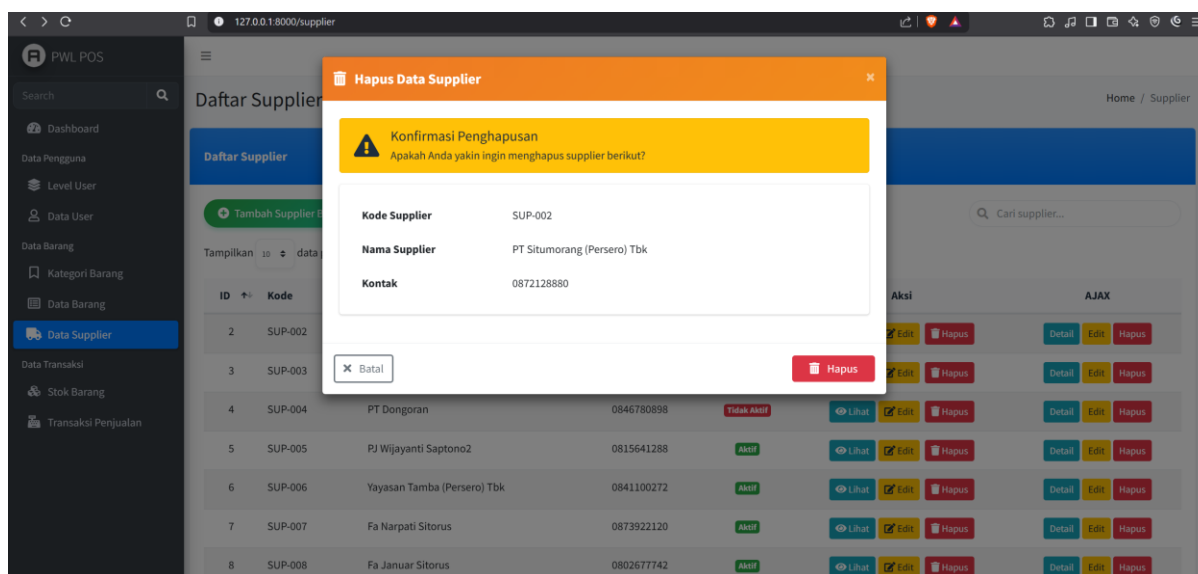 127.0.0.1:8000/supplier
PWL POS
Search
Dashboard
Data Pengguna
Level User
Data User
Data Barang
Kategori Barang
Data Barang
Data Supplier
Data Transaksi
Stok Barang
Transaksi Penjualan
Daftar Supplier
Home / Supplier
Daftar Supplier
Tambah Supplier
Cari supplier...
Tampilkan 10 data
Hapus Data Supplier ×
Konfirmasi Penghapusan
Apakah Anda yakin ingin menghapus supplier berikut?
Kode Supplier SUP-002
Nama Supplier PT Situmorang (Persero) Tbk
Kontak 0872128880
Batal Hapus
ID Kode Aksi AJAX
2 SUP-002 Edit Hapus Detail Edit Hapus
3 SUP-003 Edit Hapus Detail Edit Hapus
4 SUP-004 PT Dongoran 0846780898 Tidak Aktif Lihat Edit Hapus Detail Edit Hapus
5 SUP-005 PJ Wijayanti Saptono2 0815641288 Aktif Lihat Edit Hapus Detail Edit Hapus
6 SUP-006 Yayasan Tamba (Persero) Tbk 0841100272 Aktif Lihat Edit Hapus Detail Edit Hapus
7 SUP-007 Fa Narpati Sitorus 0873922120 Aktif Lihat Edit Hapus Detail Edit Hapus
8 SUP-008 Fa Januar Sitorus 0802677742 Aktif Lihat Edit Hapus Detail Edit Hapus